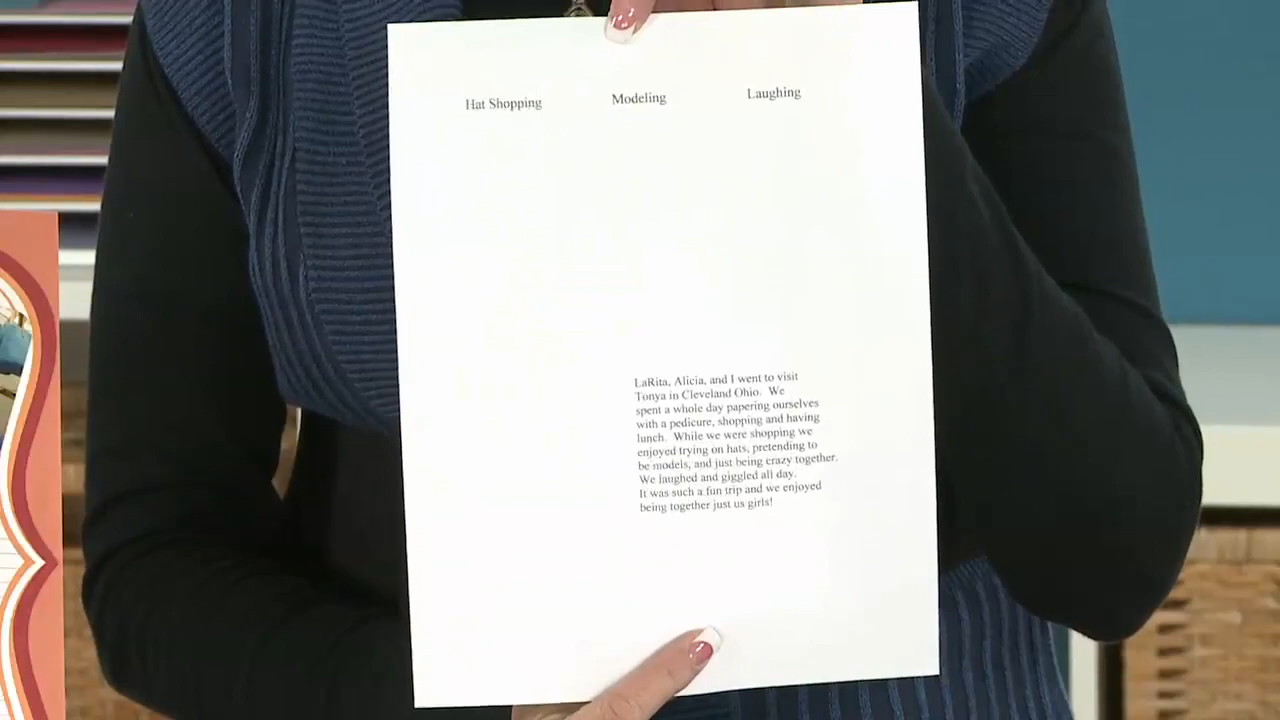 Hat Shopping Modeling Laughing
LaRita, Alicia, and I went to visit
Tonya in Cleveland Ohio. We
spent a whole day papering ourselves
with a pedicure, shopping and having
lunch. While we were shopping we
enjoyed trying on hats, pretending to
be models, and just being crazy together.
We laughed and giggled all day.
It was such a fun trip and we enjoyed
being together just us girls!